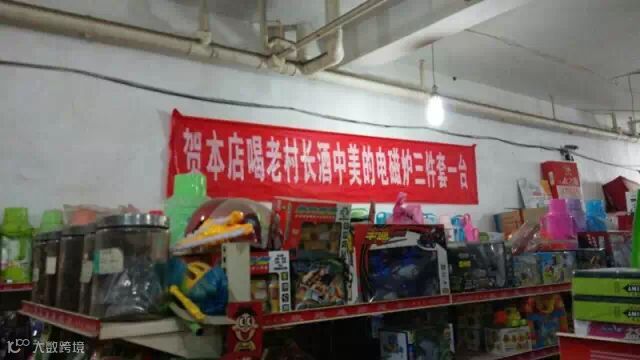 贺本店喝老村长酒中美的电磁炉三件套一台
大数跨境